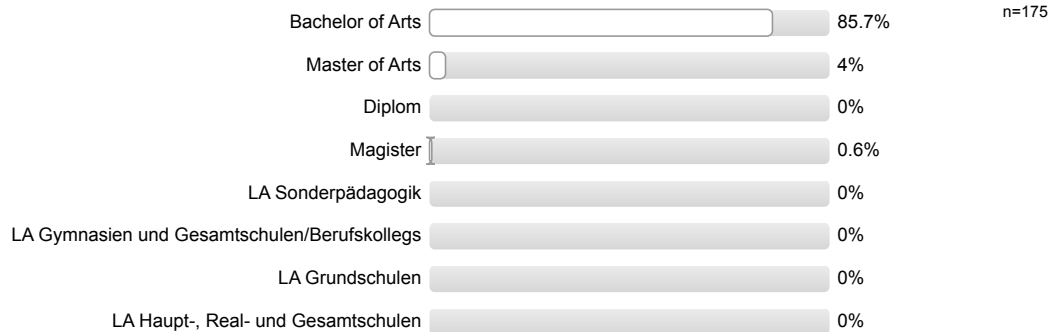 Bachelor of Arts 85.7% n=175
Master of Arts 4%
Diplom 0%
Magister 0.6%
LA Sonderpädagogik 0%
LA Gymnasien und Gesamtschulen/Berufskollegs 0%
LA Grundschulen 0%
LA Haupt-, Real- und Gesamtschulen 0%